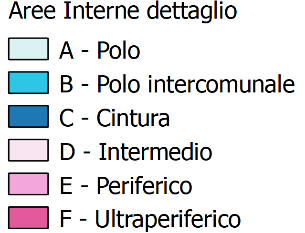 Aree Interne dettaglio
A - Polo
B - Polo intercomunale
C - Cintura
D - Intermedio
E - Periferico
F - Ultraperiferico